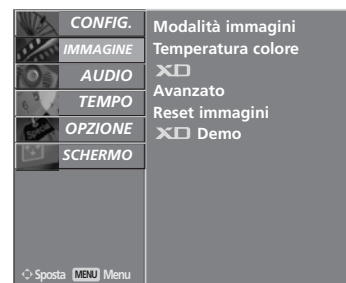 CONFIG.
IMMAGINE
AUDIO
TEMPO
OPZIONE
SCHERMO
Modalità immagini
Temperatura colore
XD
Avanzato
Reset immagini
XD Demo
Sposta MENU Menu